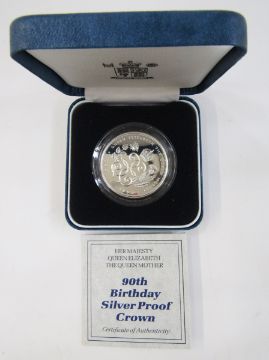 HER MAJESTY
QUEEN ELIZABETH
THE QUEEN MOTHER
90th
Birthday
Silver Proof
Crown
Certificate of Authenticity